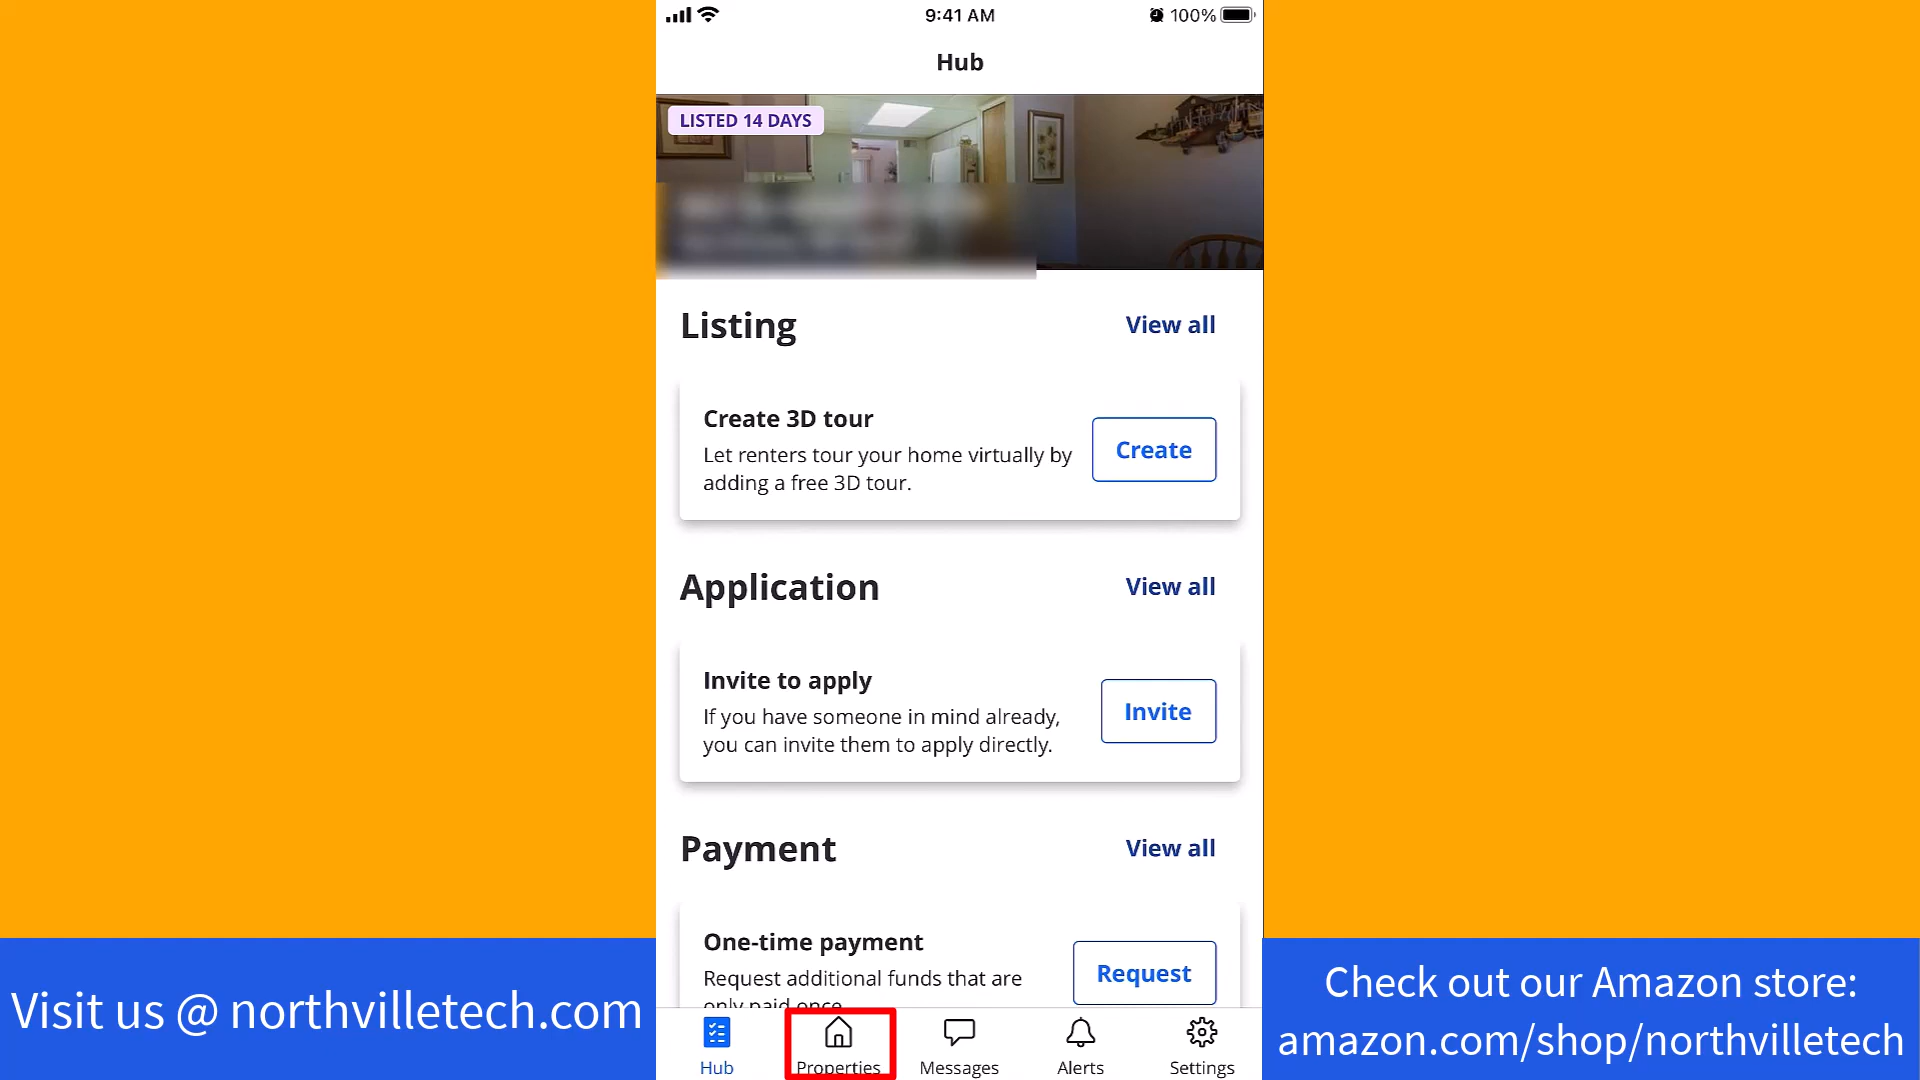 9:41 AM
100%
Hub
LISTED 14 DAYS
Listing
View all
Create 3D tour
Let renters tour your home virtually by
adding a free 3D tour.
Create
Application
View all
Invite to apply
If you have someone in mind already,
you can invite them to apply directly.
Invite
Payment
View all
One-time payment
Request additional funds that are
only paid once
Request
Hub
Properties
Messages
Alerts
Settings
Visit us @ northvilletech.com
Check out our Amazon store:
amazon.com/shop/northvilletech